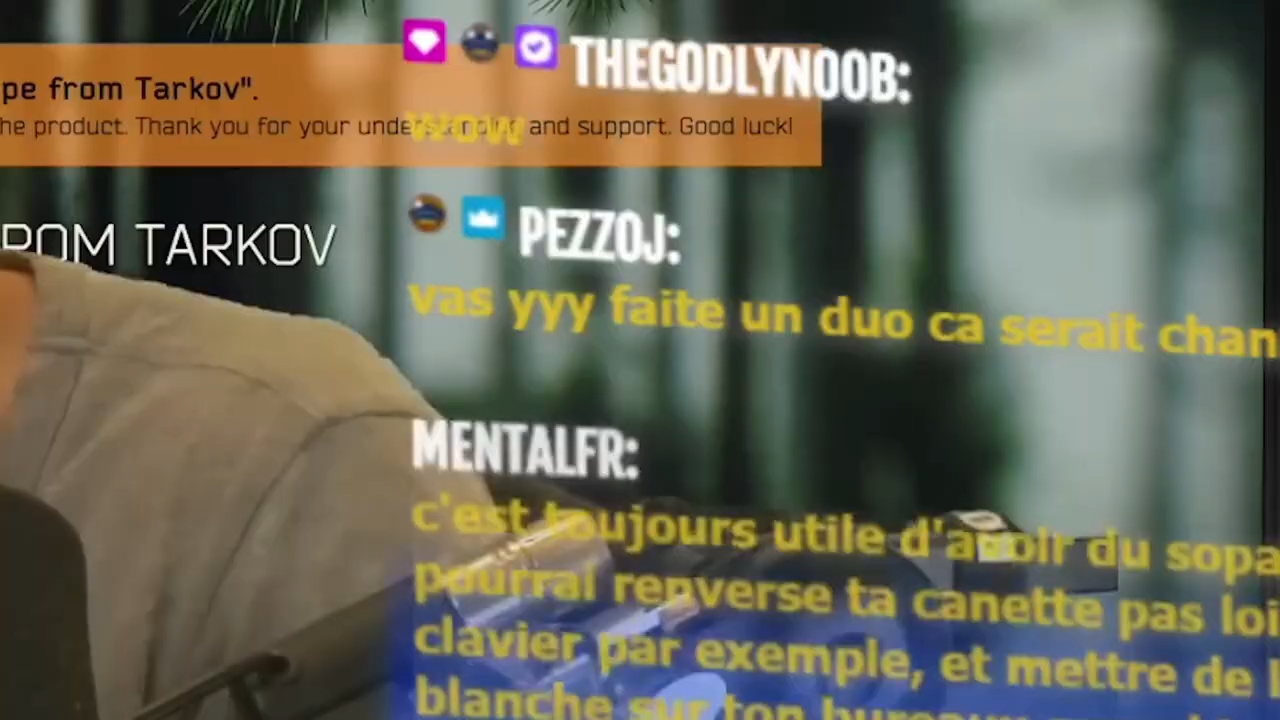 pe from Tarkov".
he product. Thank you for your understanding and support. Good luck!
ROM TARKOV
THEGODLYNOOB:
WOW
PEZZOJ:
vas yyy faite un duo ca serait chan
MENTALFR:
c'est toujours utile d'avoir du sopa
pourrai renverse ta canette pas loi
clavier par exemple, et mettre de l
blanche sur ton bureau